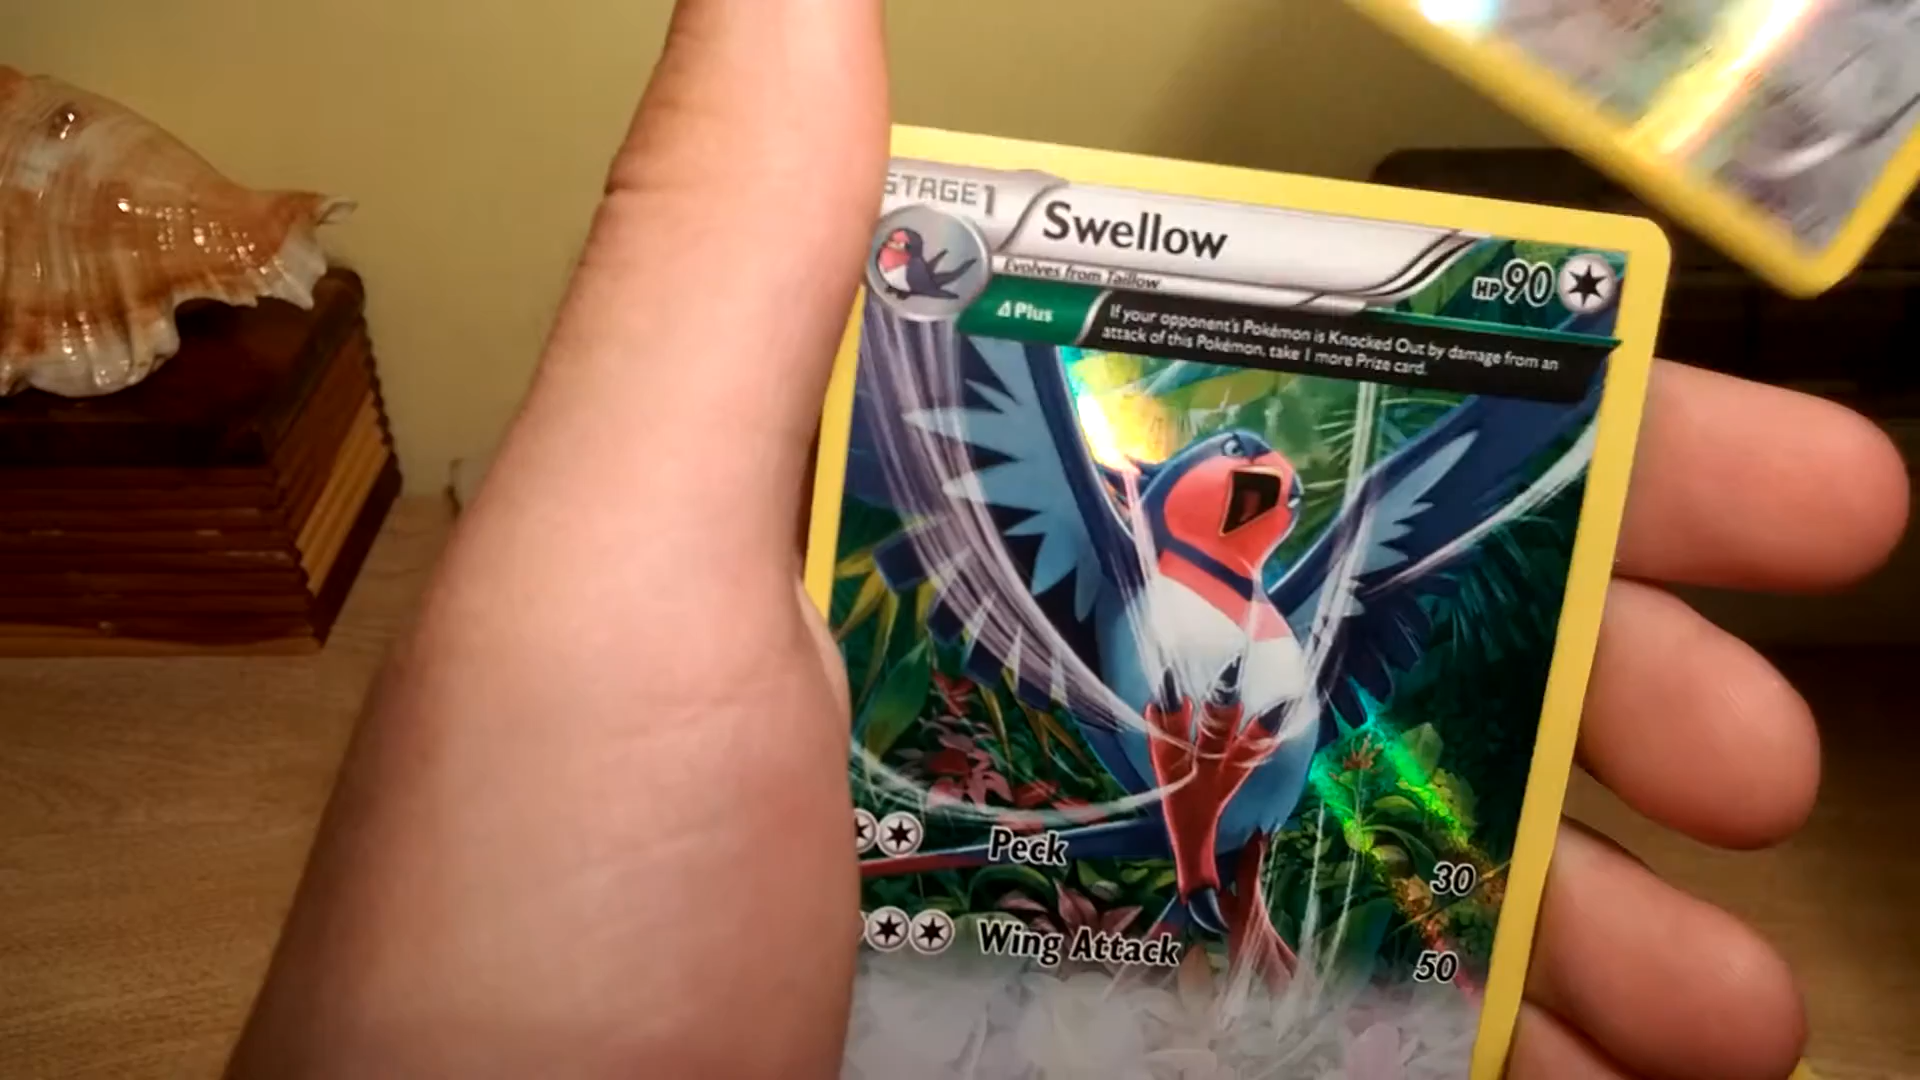 STAGE1
Swellow
HP90
Evolves from Taillow
Δ Plus
If your opponent's Pokémon is Knocked Out by damage from an
attack of this Pokémon, take 1 more Prize card.
Peck 30
Wing Attack 50